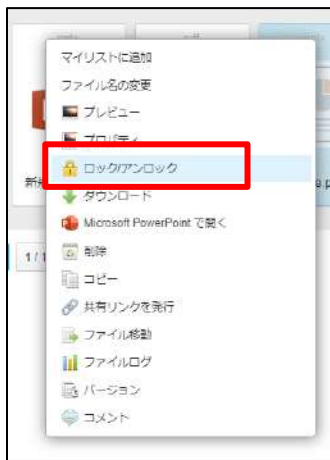 マイリストに追加
ファイル名の変更
プレビュー
プロパティ
ロック/アンロック
ダウンロード
Microsoft PowerPoint で開く
削除
コピー
共有リンクを発行
ファイル移動
ファイルログ
バージョン
コメント
新規
1 / 1